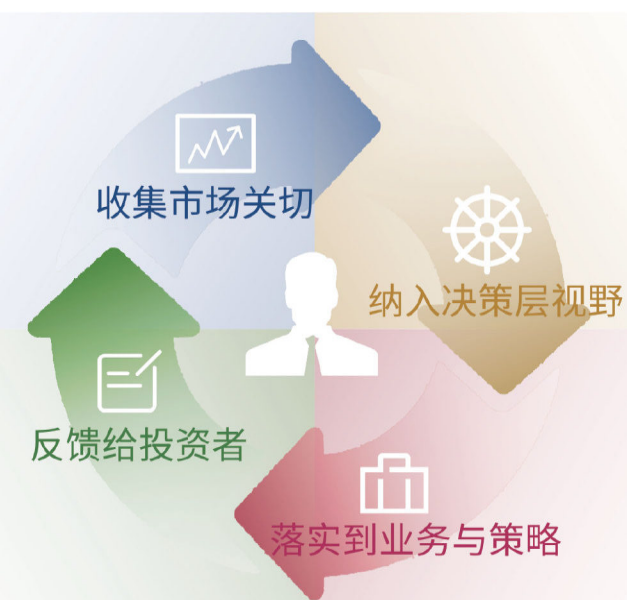 收集市场关切
纳入决策层视野
落实到业务与策略
反馈给投资者